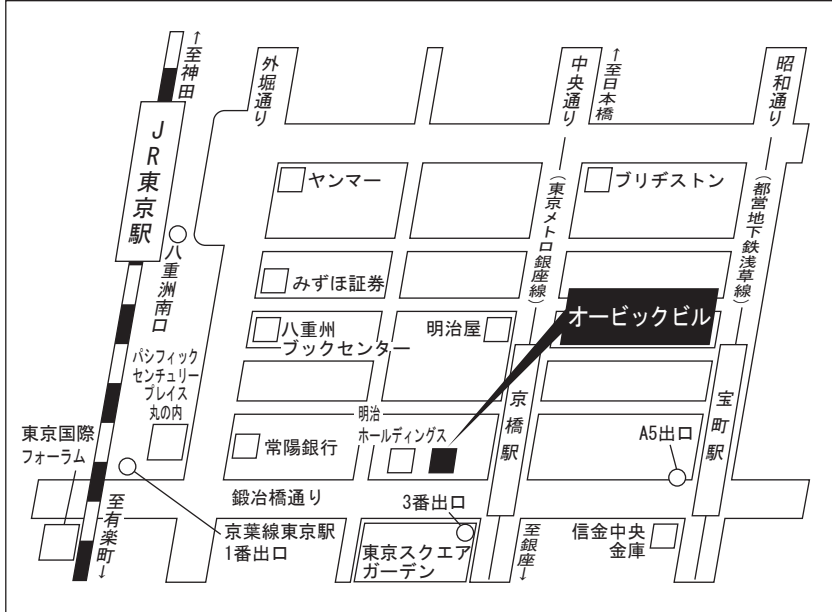 ↑至神田
外堀通り
中央通り
↑至日本橋
昭和通り
JR東京駅
ヤンマー
ブリヂストン
(東京メトロ銀座線)
(都営地下鉄浅草線)
八重洲南口
みずほ証券
オービックビル
八重州
ブックセンター
明治屋
パシフィック
センチュリー
プレイス
丸の内
京橋駅
宝町駅
明治
ホールディングス
東京国際
フォーラム
常陽銀行
A5出口
至有楽町↓
鍛冶橋通り
3番出口
京葉線東京駅
1番出口
東京スクエア
ガーデン
至銀座↓
信金中央
金庫